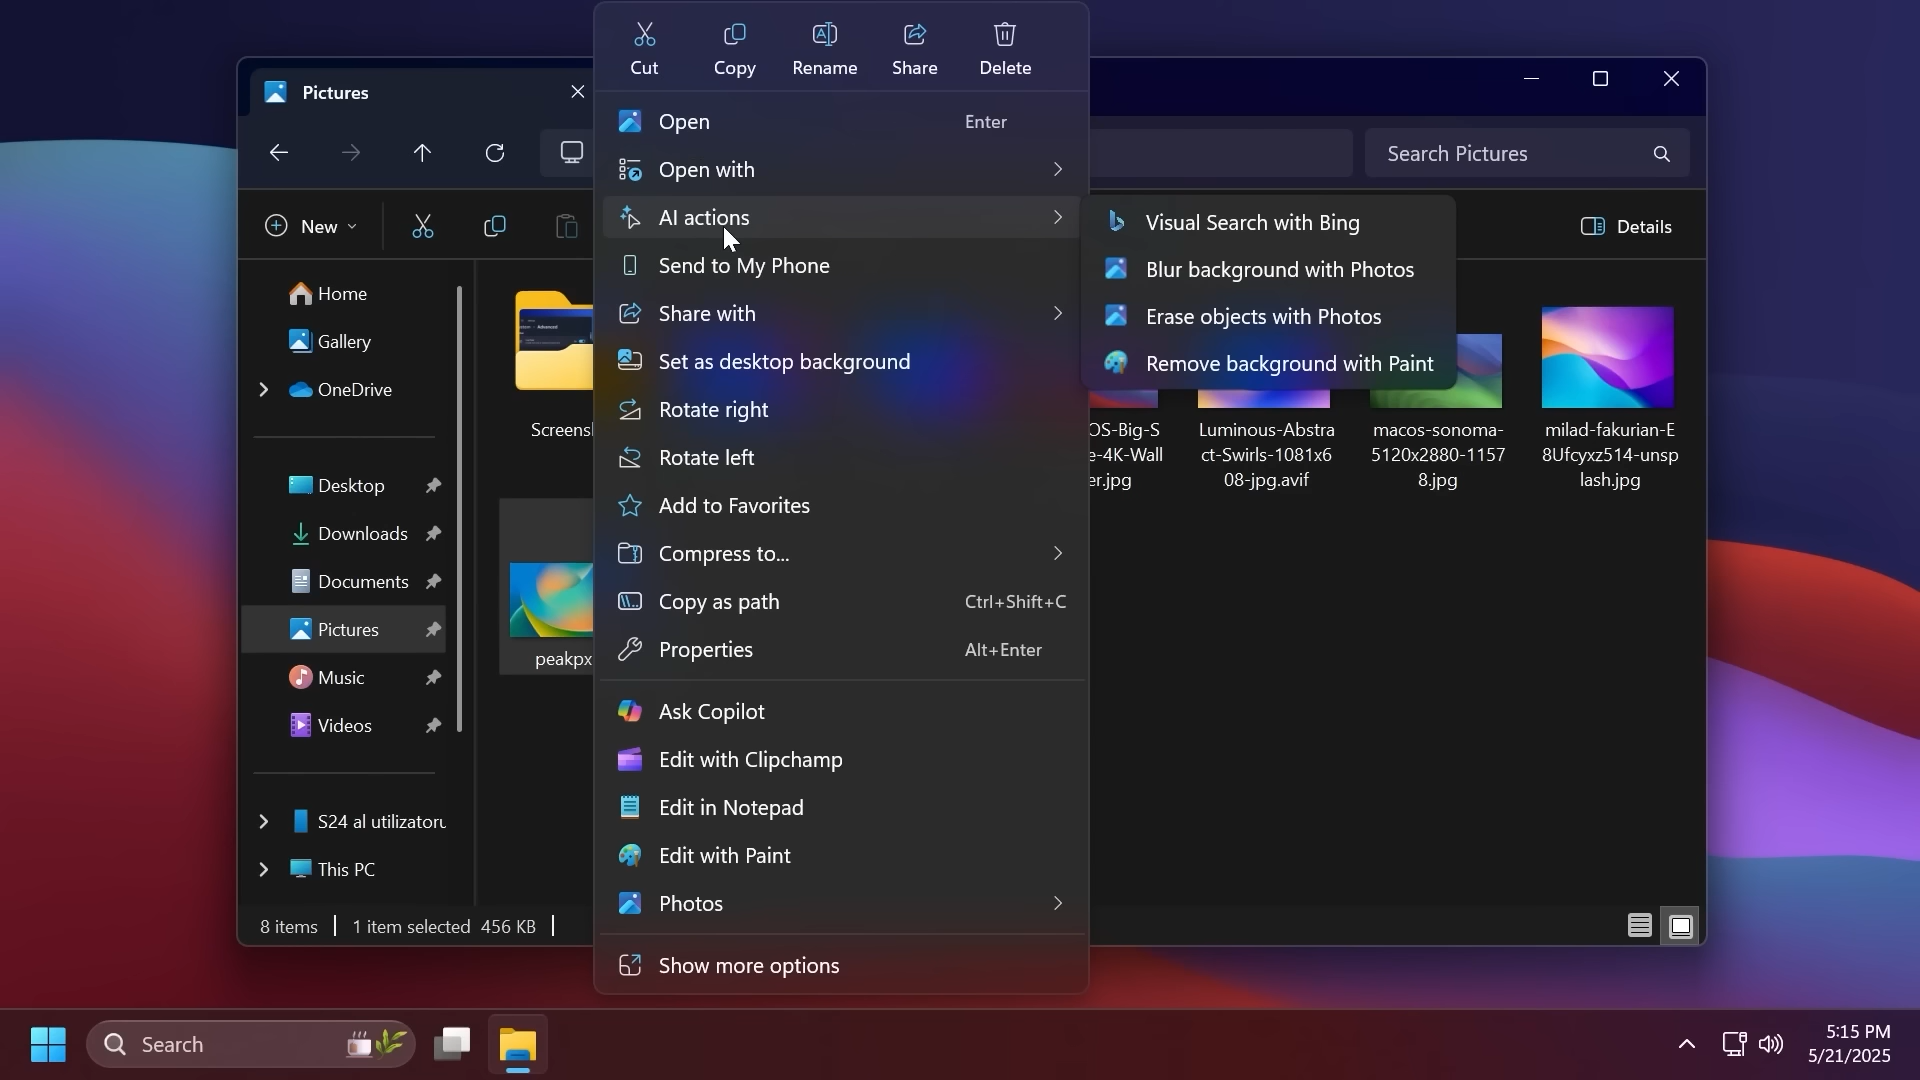 Cut
Copy
Rename
Share
Delete
Pictures
Open
Enter
Open with
Search Pictures
AI actions
New
Visual Search with Bing
Details
Send to My Phone
Blur background with Photos
Home
Share with
Erase objects with Photos
Gallery
Set as desktop background
Remove background with Paint
OneDrive
Rotate right
Screensl
OS-Big-S
e-4K-Wall
er.jpg
Luminous-Abstra
ct-Swirls-1081x6
08-jpg.avif
macos-sonoma-
5120x2880-1157
8.jpg
milad-fakurian-E
8Ufcyxz514-unsp
lash.jpg
Rotate left
Desktop
Add to Favorites
Downloads
Compress to...
Documents
Copy as path
Ctrl+Shift+C
Pictures
Properties
Alt+Enter
peakpx
Music
Ask Copilot
Videos
Edit with Clipchamp
Edit in Notepad
S24 al utilizatoru
Edit with Paint
This PC
Photos
8 items
1 item selected 456 KB
Show more options
Search
5:15 PM
5/21/2025